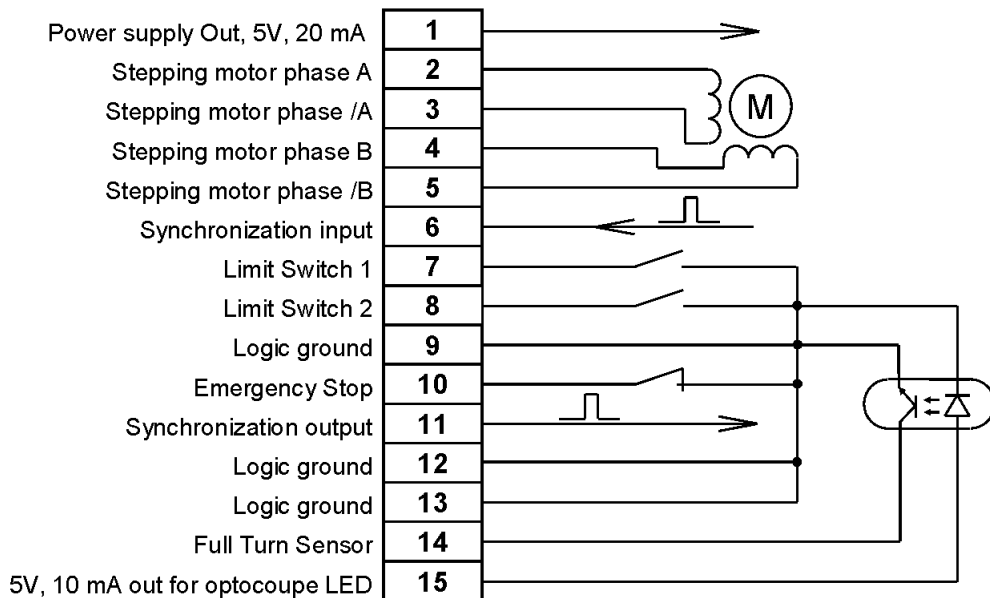 Power supply Out, 5V, 20 mA 1
Stepping motor phase A 2
Stepping motor phase /A 3
Stepping motor phase B 4
Stepping motor phase /B 5
Synchronization input 6
Limit Switch 1 7
Limit Switch 2 8
Logic ground 9
Emergency Stop 10
Synchronization output 11
Logic ground 12
Logic ground 13
Full Turn Sensor 14
5V, 10 mA out for optocoupe LED 15
M